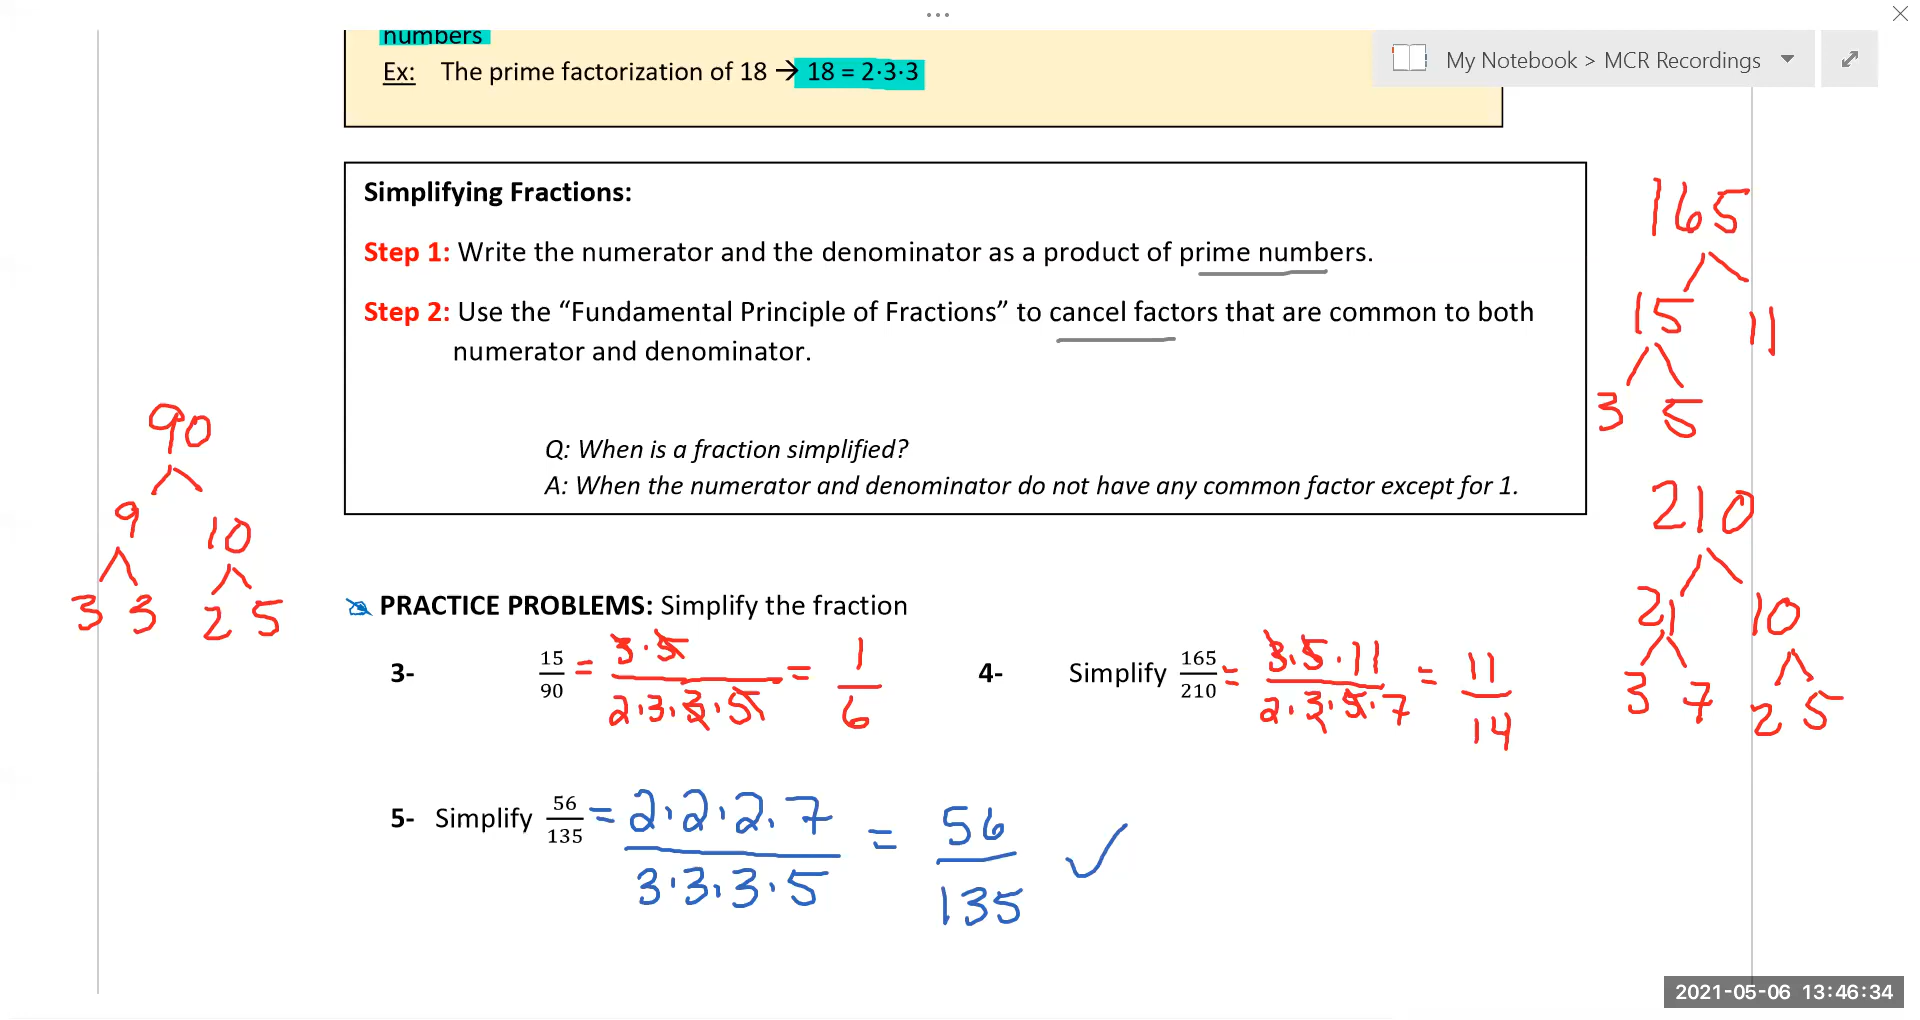 numbers
Ex: The prime factorization of 18 → 18 = 2·3·3
My Notebook > MCR Recordings
Simplifying Fractions:
Step 1: Write the numerator and the denominator as a product of prime numbers.
Step 2: Use the “Fundamental Principle of Fractions” to cancel factors that are common to both
numerator and denominator.
Q: When is a fraction simplified?
A: When the numerator and denominator do not have any common factor except for 1.
165
15 11
3 5
210
21 10
3 7 2 5
90
9 10
3 3 2 5
PRACTICE PROBLEMS: Simplify the fraction
3- 15/90 = 3·5/2·3·3·5 = 1/6
4- Simplify 165/210 = 3·5·11/2·3·5·7 = 11/14
5- Simplify 56/135 = 2·2·2·7/3·3·3·5 = 56/135 ✓
2021-05-06 13:46:34